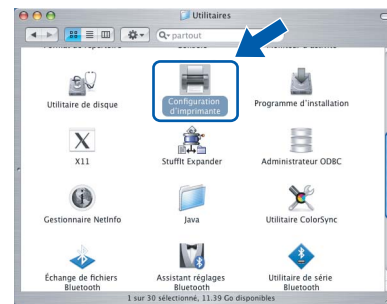 Utilitaires
partout
Utilitaire de disque
Configuration
d'imprimante
Programme d'installation
X11
StuffIt Expander
Administrateur ODBC
Gestionnaire NetInfo
Java
Utilitaire ColorSync
Échange de fichiers
Bluetooth
Assistant réglages
Bluetooth
Utilitaire de série
Bluetooth
1 sur 30 sélectionné, 11.39 Go disponibles